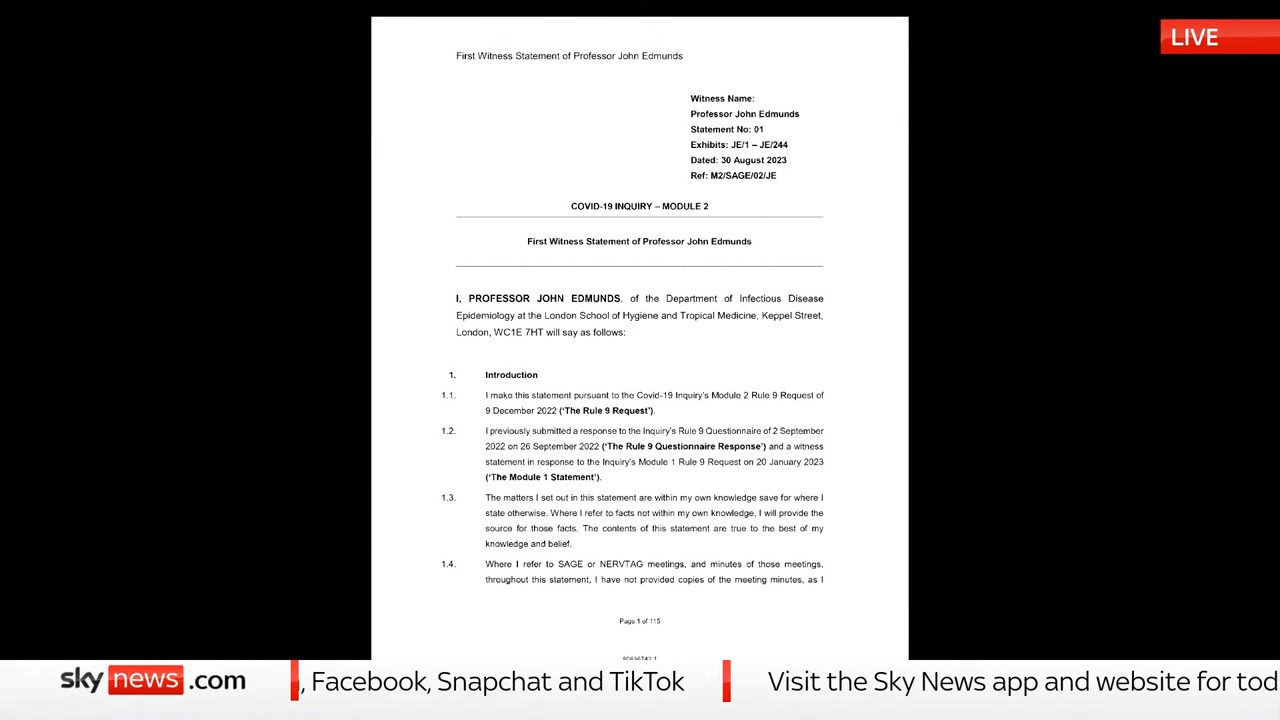 First Witness Statement of Professor John Edmunds
LIVE
Witness Name:
Professor John Edmunds
Statement No: 01
Exhibits: JE/1 – JE/244
Dated: 30 August 2023
Ref: M2/SAGE/02/JE
COVID-19 INQUIRY – MODULE 2
First Witness Statement of Professor John Edmunds
I, PROFESSOR JOHN EDMUNDS, of the Department of Infectious Disease
Epidemiology at the London School of Hygiene and Tropical Medicine, Keppel Street,
London, WC1E 7HT will say as follows:
1. Introduction
1.1. I make this statement pursuant to the Covid-19 Inquiry's Module 2 Rule 9 Request of
9 December 2022 ('The Rule 9 Request').
1.2. I previously submitted a response to the Inquiry's Rule 9 Questionnaire of 2 September
2022 on 26 September 2022 ('The Rule 9 Questionnaire Response') and a witness
statement in response to the Inquiry's Module 1 Rule 9 Request on 20 January 2023
('The Module 1 Statement').
1.3. The matters I set out in this statement are within my own knowledge save for where I
state otherwise. Where I refer to facts not within my own knowledge, I will provide the
source for those facts. The contents of this statement are true to the best of my
knowledge and belief.
1.4. Where I refer to SAGE or NERVTAG meetings, and minutes of those meetings,
throughout this statement, I have not provided copies of the meeting minutes, as I
Page 1 of 115
sky news .com
, Facebook, Snapchat and TikTok
Visit the Sky News app and website for tod